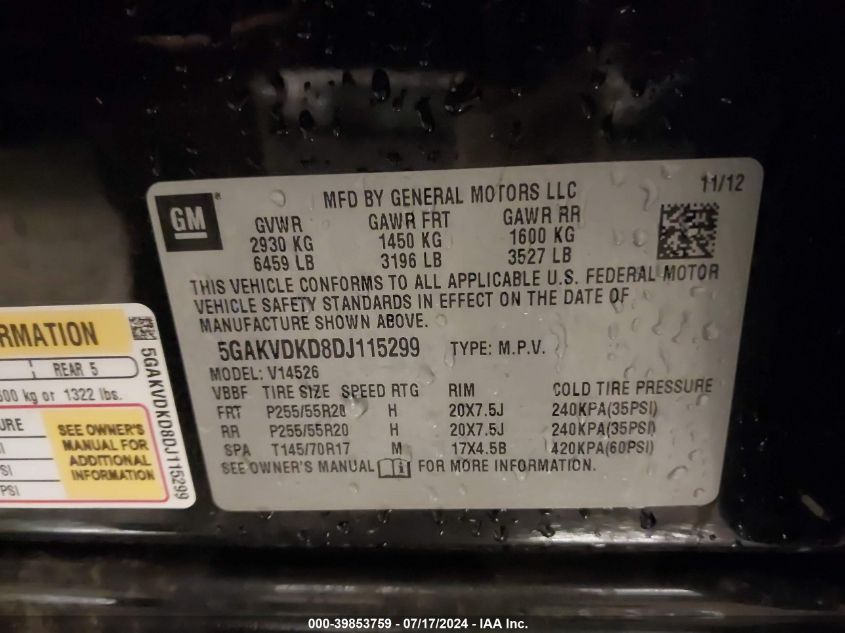 MFD BY GENERAL MOTORS LLC
11/12
GM
GVWR GAWR FRT GAWR RR
2930 KG 1450 KG 1600 KG
6459 LB 3196 LB 3527 LB
THIS VEHICLE CONFORMS TO ALL APPLICABLE U.S. FEDERAL MOTOR
VEHICLE SAFETY STANDARDS IN EFFECT ON THE DATE OF
MANUFACTURE SHOWN ABOVE.
5GAKVDKD8DJ115299 TYPE: M.P.V.
MODEL: V14526
VBBF TIRE SIZE SPEED RTG RIM COLD TIRE PRESSURE
FRT P255/55R20 H 20X7.5J 240KPA(35PSI)
RR P255/55R20 H 20X7.5J 240KPA(35PSI)
SPA T145/70R17 M 17X4.5B 420KPA(60PSI)
SEE OWNER'S MANUAL FOR MORE INFORMATION.
REAR 5
kg or 1322 lbs.
SEE OWNER'S
MANUAL FOR
ADDITIONAL
INFORMATION
PSI
5GAKVDKD8DJ115299
000-39853759 / 07/17/2024 - IAA Inc.